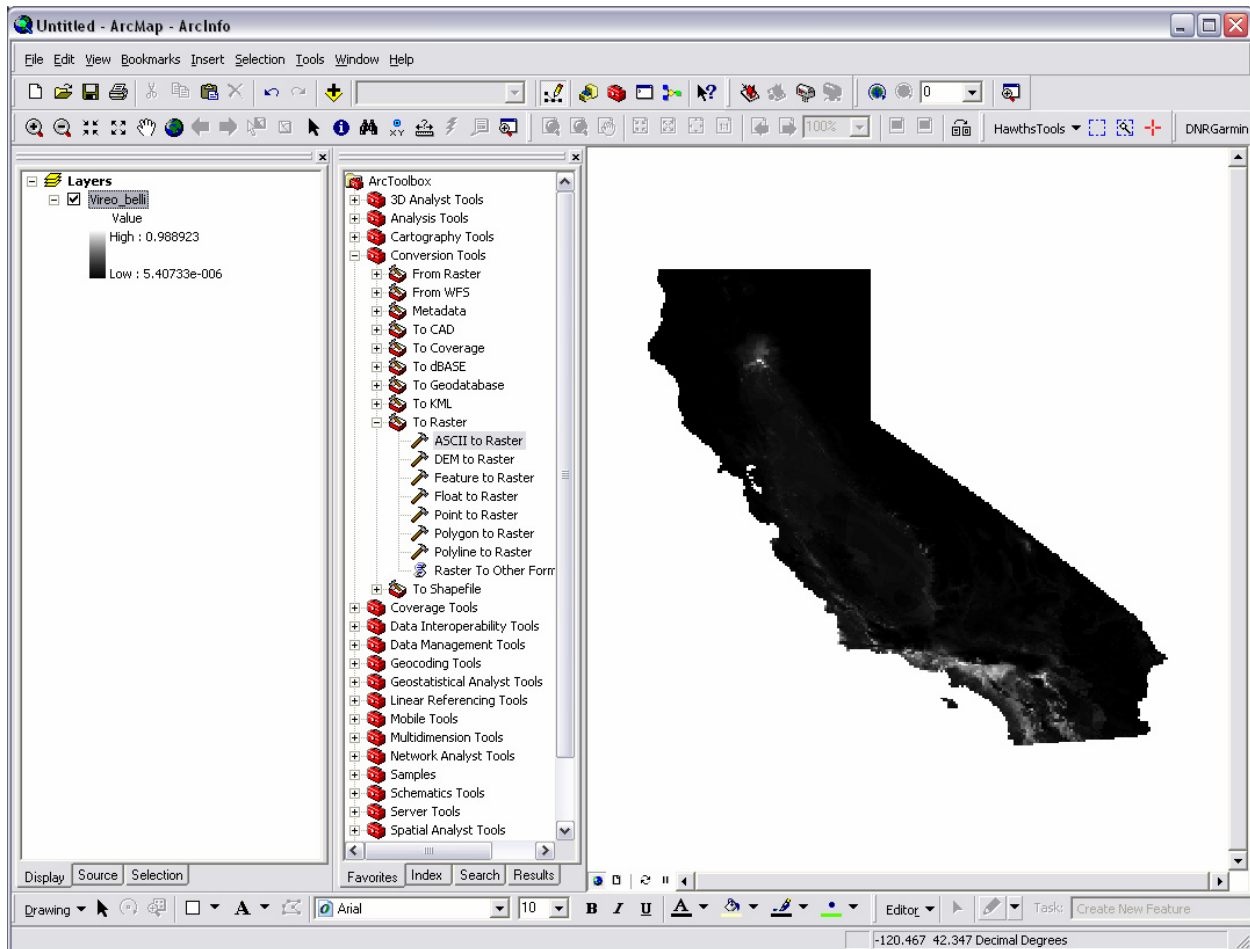 Untitled - ArcMap - ArcInfo
File Edit View Bookmarks Insert Selection Tools Window Help
0
100%
HawthsTools
DNRGarmin
Layers
Vireo_belli
Value
High : 0.988923
Low : 5.40733e-006
Display Source Selection
ArcToolbox
3D Analyst Tools
Analysis Tools
Cartography Tools
Conversion Tools
From Raster
From WFS
Metadata
To CAD
To Coverage
To dBASE
To Geodatabase
To KML
To Raster
ASCII to Raster
DEM to Raster
Feature to Raster
Float to Raster
Point to Raster
Polygon to Raster
Polyline to Raster
Raster To Other Form
To Shapefile
Coverage Tools
Data Interoperability Tools
Data Management Tools
Geocoding Tools
Geostatistical Analyst Tools
Linear Referencing Tools
Mobile Tools
Multidimension Tools
Network Analyst Tools
Samples
Schematics Tools
Server Tools
Spatial Analyst Tools
Favorites Index Search Results
Drawing A Arial 10 B I U A Editor Task: Create New Feature
-120.467 42.347 Decimal Degrees